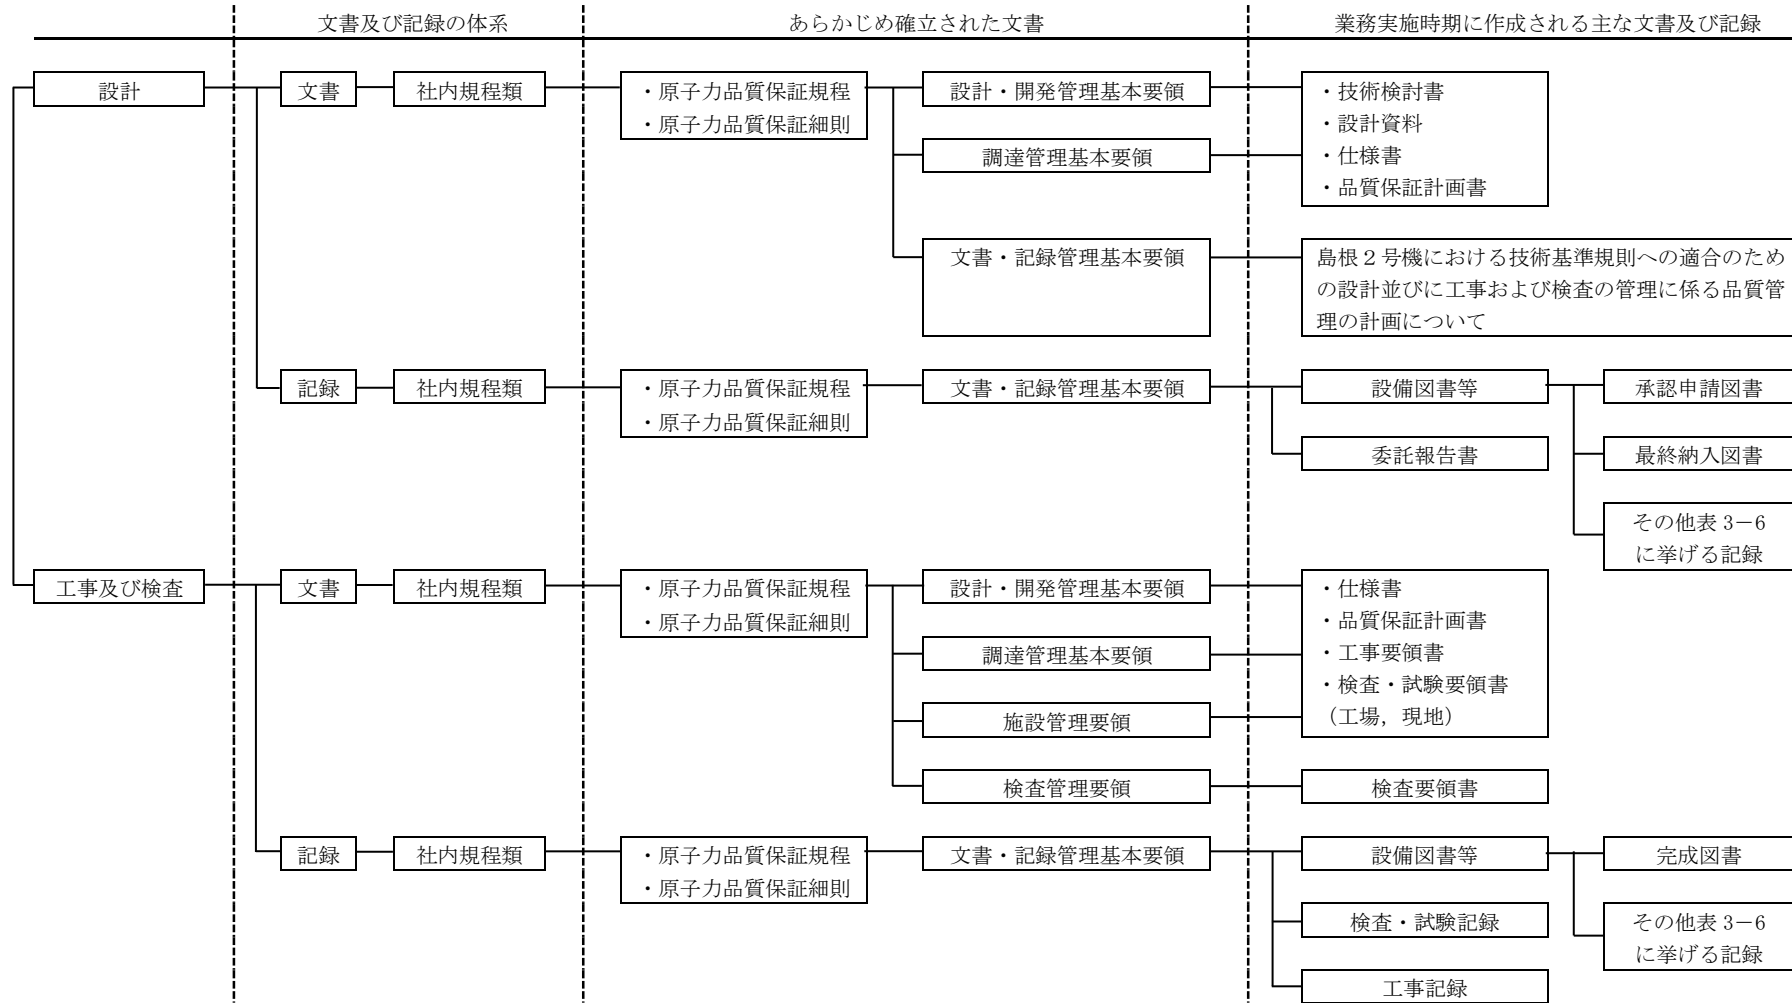 文書及び記録の体系
あらかじめ確立された文書
業務実施時期に作成される主な文書及び記録
設計
文書
社内規程類
・原子力品質保証規程
・原子力品質保証細則
設計・開発管理基本要領
・技術検討書
・設計資料
・仕様書
・品質保証計画書
調達管理基本要領
文書・記録管理基本要領
島根２号機における技術基準規則への適合のため
の設計並びに工事および検査の管理に係る品質管
理の計画について
記録
社内規程類
・原子力品質保証規程
・原子力品質保証細則
文書・記録管理基本要領
設備図書等
承認申請図書
委託報告書
最終納入図書
その他表 3－6
に挙げる記録
工事及び検査
文書
社内規程類
・原子力品質保証規程
・原子力品質保証細則
設計・開発管理基本要領
・仕様書
・品質保証計画書
・工事要領書
・検査・試験要領書
（工場，現地）
調達管理基本要領
施設管理要領
検査管理要領
検査要領書
記録
社内規程類
・原子力品質保証規程
・原子力品質保証細則
文書・記録管理基本要領
設備図書等
完成図書
検査・試験記録
その他表 3－6
に挙げる記録
工事記録